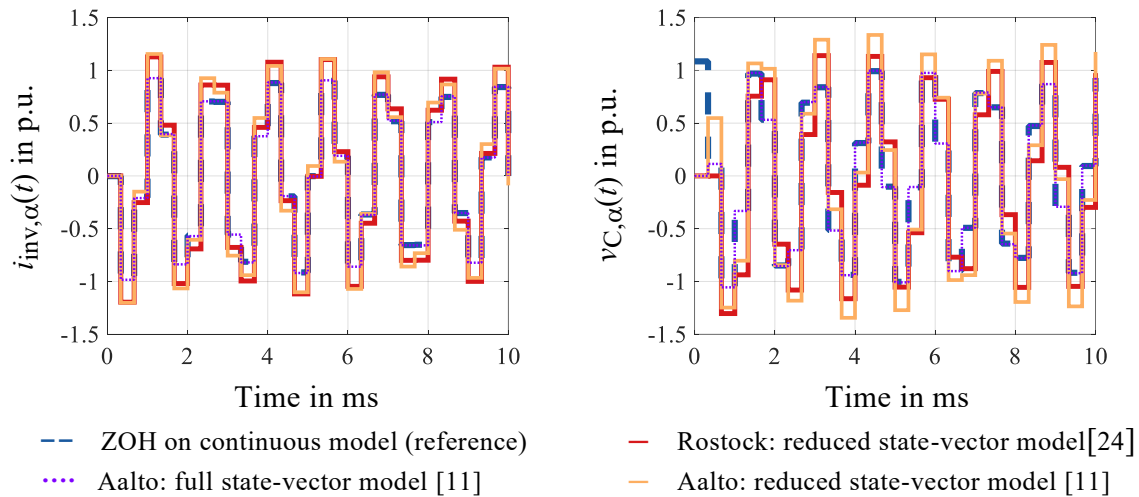 1.5
1
0.5
0
-0.5
-1
-1.5
0 2 4 6 8 10
i_inv,α(t) in p.u.
Time in ms
1.5
1
0.5
0
-0.5
-1
-1.5
0 2 4 6 8 10
v_C,α(t) in p.u.
Time in ms
ZOH on continuous model (reference)
Rostock: reduced state-vector model[24]
Aalto: full state-vector model [11]
Aalto: reduced state-vector model [11]